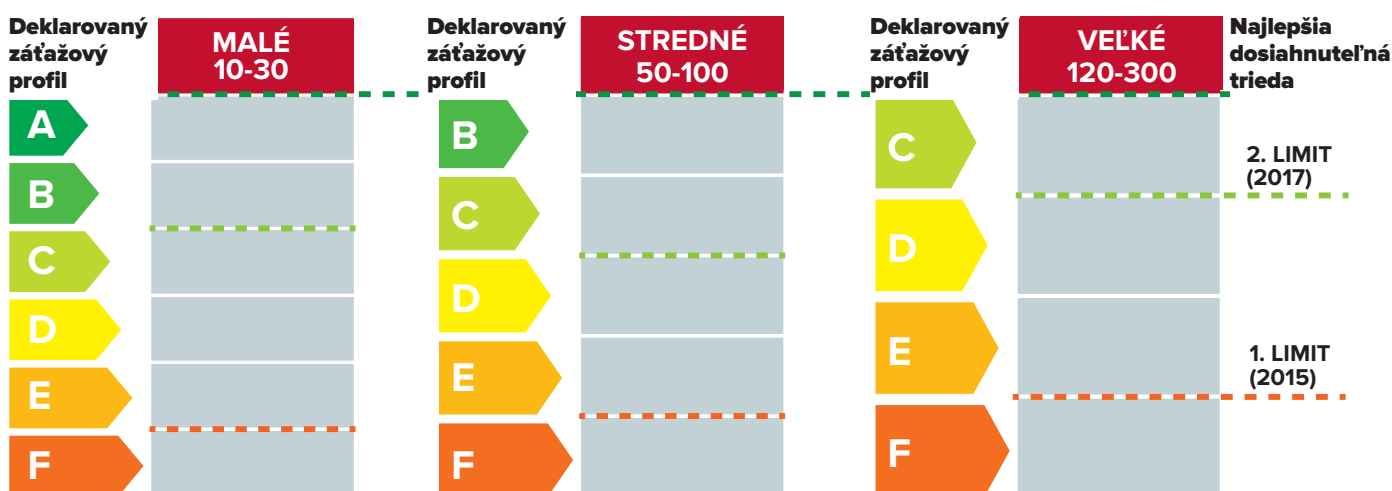 Deklarovaný
záťažový
profil
MALÉ
10-30
A
B
C
D
E
F
Deklarovaný
záťažový
profil
STREDNÉ
50-100
B
C
D
E
F
Deklarovaný
záťažový
profil
VEĽKÉ
120-300
C
D
E
F
Najlepšia
dosiahnuteľná
trieda
2. LIMIT
(2017)
1. LIMIT
(2015)